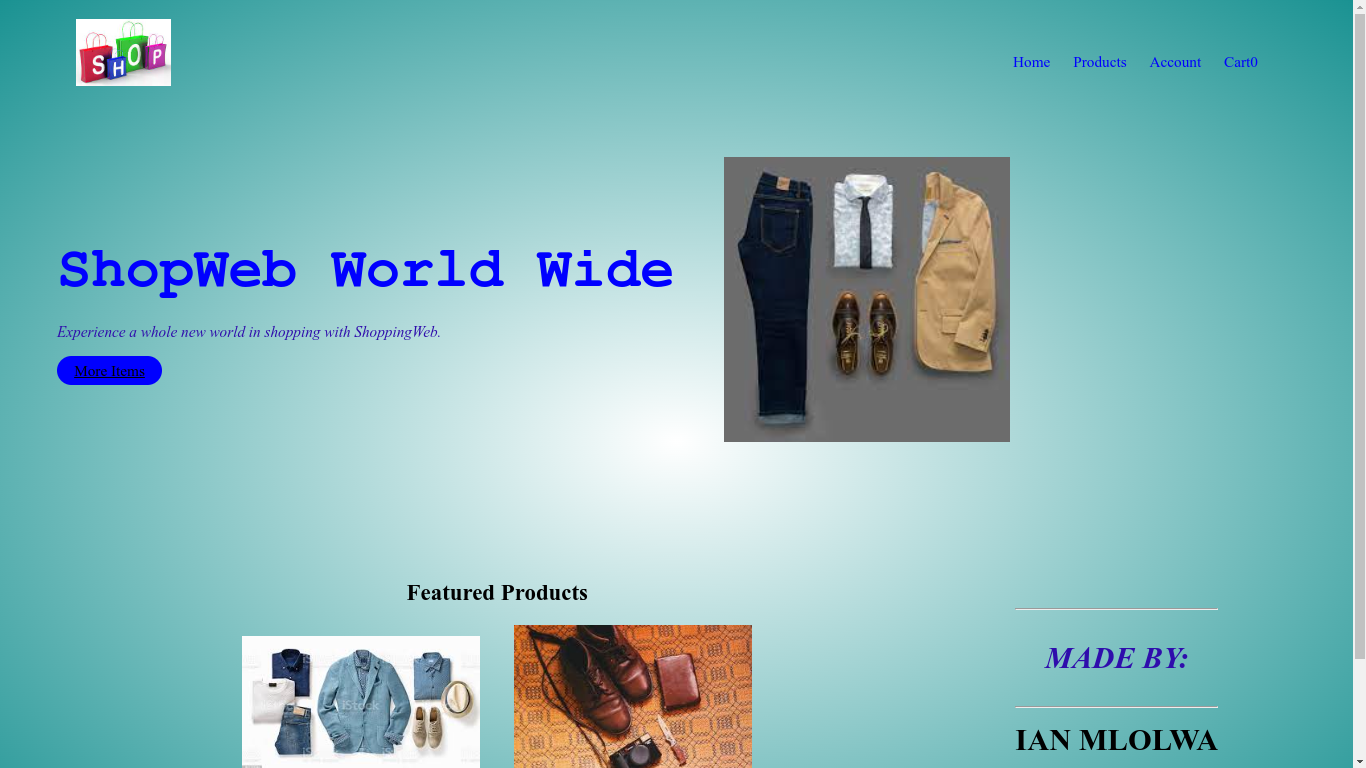 SHOP
Home Products Account Cart0
ShopWeb World Wide
Experience a whole new world in shopping with ShoppingWeb.
More Items
Featured Products
iStock
MADE BY:
IAN MLOLWA